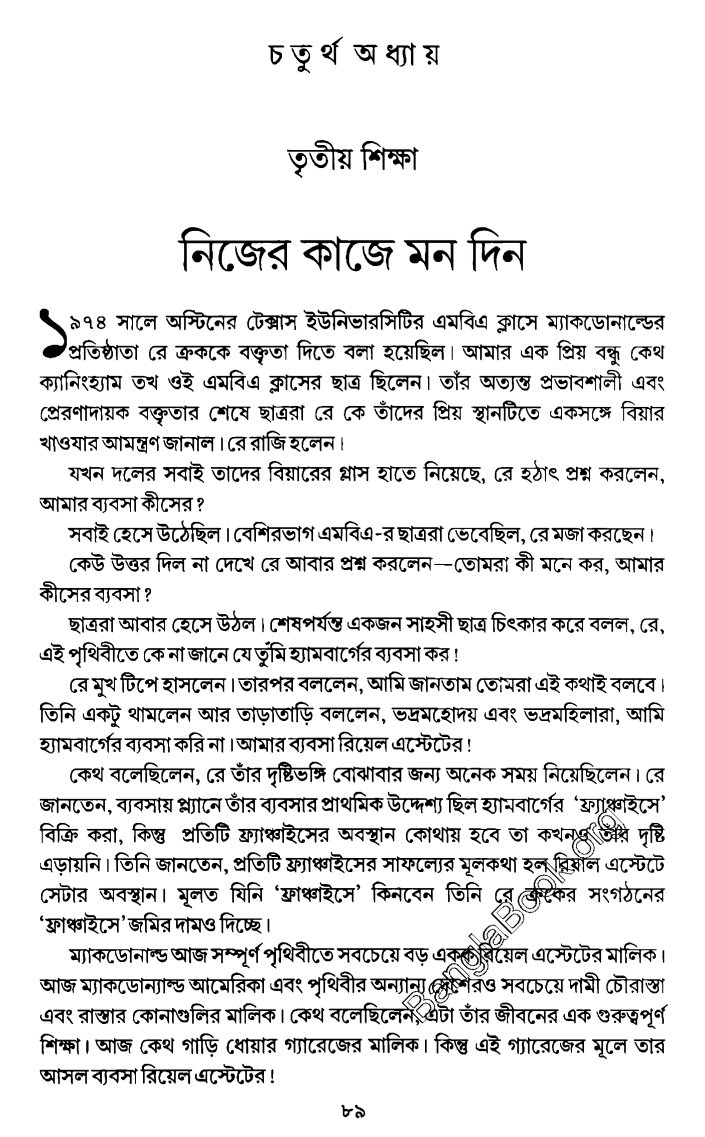 চতুর্থ অধ্যায়
তৃতীয় শিক্ষা
নিজের কাজে মন দিন
১৯৭৪ সালে অস্টিনের টেক্সাস ইউনিভারসিটির এমবিএ ক্লাসে ম্যাকডোনাল্ডের
প্রতিষ্ঠাতা রে ক্রককে বক্তৃতা দিতে বলা হয়েছিল। আমার এক প্রিয় বন্ধু কেথ
ক্যানিংহ্যাম তখ ওই এমবিএ ক্লাসের ছাত্র ছিলেন। তাঁর অত্যন্ত প্রভাবশালী এবং
প্রেরণাদায়ক বক্তৃতার শেষে ছাত্ররা রে কে তাঁদের প্রিয় স্থানটিতে একসঙ্গে বিয়ার
খাওযার আমন্ত্রণ জানাল। রে রাজি হলেন।
যখন দলের সবাই তাদের বিয়ারের গ্লাস হাতে নিয়েছে, রে হঠাৎ প্রশ্ন করলেন,
আমার ব্যবসা কীসের?
সবাই হেসে উঠেছিল। বেশিরভাগ এমবিএ-র ছাত্ররা ভেবেছিল, রে মজা করছেন।
কেউ উত্তর দিল না দেখে রে আবার প্রশ্ন করলেন—তোমরা কী মনে কর, আমার
কীসের ব্যবসা?
ছাত্ররা আবার হেসে উঠল। শেষপর্যন্ত একজন সাহসী ছাত্র চিৎকার করে বলল, রে,
এই পৃথিবীতে কে না জানে যে তুমি হ্যামবার্গের ব্যবসা কর!
রে মুখ টিপে হাসলেন। তারপর বললেন, আমি জানতাম তোমরা এই কথাই বলবে।
তিনি একটু থামলেন আর তাড়াতাড়ি বললেন, ভদ্রমহোদয় এবং ভদ্রমহিলারা, আমি
হ্যামবার্গের ব্যবসা করি না। আমার ব্যবসা রিয়েল এস্টেটের!
কেথ বলেছিলেন, রে তাঁর দৃষ্টিভঙ্গি বোঝাবার জন্য অনেক সময় নিয়েছিলেন। রে
জানতেন, ব্যবসায় প্ল্যানে তাঁর ব্যবসার প্রাথমিক উদ্দেশ্য ছিল হ্যামবার্গের ‘ফ্র্যাঞ্চাইসে’
বিক্রি করা, কিন্তু প্রতিটি ফ্র্যাঞ্চাইসের অবস্থান কোথায় হবে তা কখনও তাঁর দৃষ্টি
এড়ায়নি। তিনি জানতেন, প্রতিটি ফ্র্যাঞ্চাইসের সাফল্যের মূলকথা হল রিয়াল এস্টেটে
সেটার অবস্থান। মূলত যিনি ‘ফ্রাঞ্চাইসে’ কিনবেন তিনি রে ক্রকের সংগঠনের
‘ফ্রাঞ্চাইসে’ জমির দামও দিচ্ছে।
ম্যাকডোনাল্ড আজ সম্পূর্ণ পৃথিবীতে সবচেয়ে বড় একক রিয়েল এস্টেটের মালিক।
আজ ম্যাকডোন্যাল্ড আমেরিকা এবং পৃথিবীর অন্যান্য দেশেরও সবচেয়ে দামী চৌরাস্তা
এবং রাস্তার কোনাগুলির মালিক। কেথ বলেছিলেন, এটা তাঁর জীবনের এক গুরুত্বপূর্ণ
শিক্ষা। আজ কেথ গাড়ি ধোয়ার গ্যারেজের মালিক। কিন্তু এই গ্যারেজের মূলে তার
আসল ব্যবসা রিয়েল এস্টেটের!
BanglaBook.org
৮৯